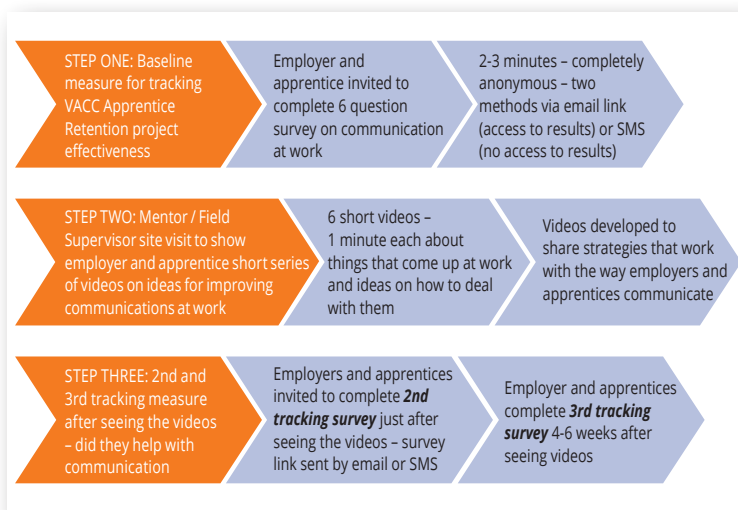 STEP ONE: Baseline
measure for tracking
VACC Apprentice
Retention project
effectiveness
Employer and
apprentice invited to
complete 6 question
survey on communication
at work
2-3 minutes – completely
anonymous – two
methods via email link
(access to results) or SMS
(no access to results)
STEP TWO: Mentor / Field
Supervisor site visit to show
employer and apprentice short series
of videos on ideas for improving
communications at work
6 short videos –
1 minute each about
things that come up at work
and ideas on how to deal
with them
Videos developed to
share strategies that work
with the way employers and
apprentices communicate
STEP THREE: 2nd and
3rd tracking measure
after seeing the videos
– did they help with
communication
Employers and apprentices
invited to complete 2nd
tracking survey just after
seeing the videos – survey
link sent by email or SMS
Employer and apprentices
complete 3rd tracking
survey 4-6 weeks after
seeing videos